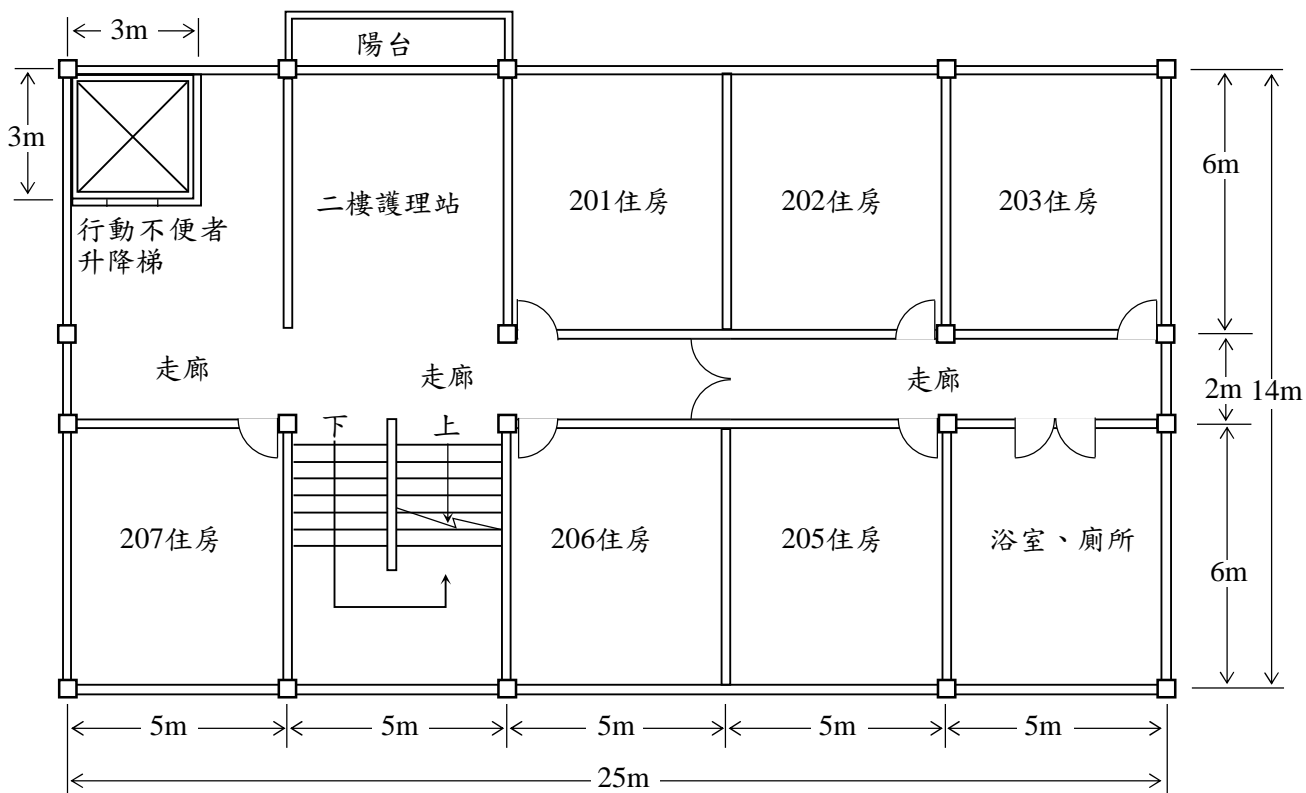 3m
陽台
3m
6m
二樓護理站
201住房
202住房
203住房
行動不便者
升降梯
走廊
走廊
走廊
2m
14m
下
上
207住房
206住房
205住房
浴室、廁所
6m
5m
5m
5m
5m
5m
25m